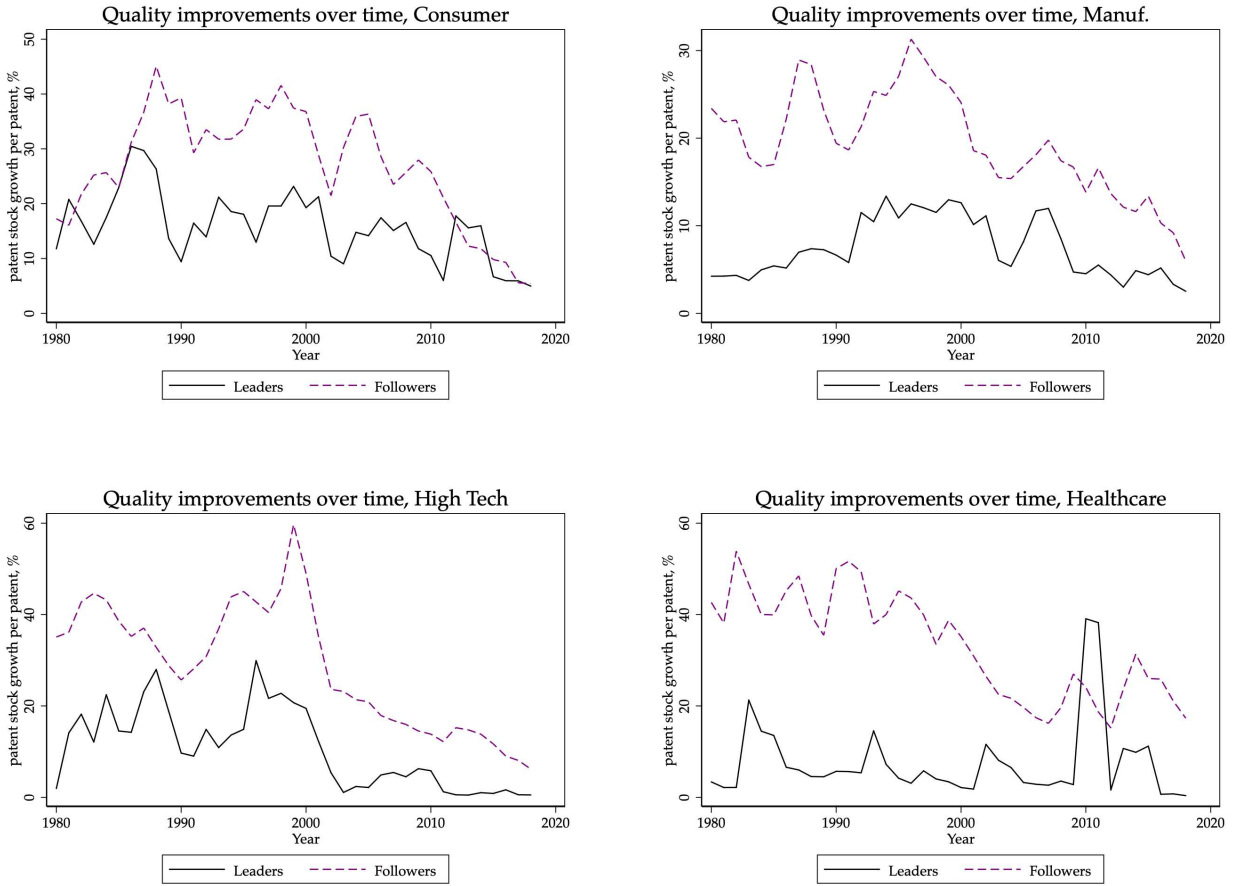 Quality improvements over time, Consumer
patent stock growth per patent, %
50
40
30
20
10
0
1980 1990 2000 2010 2020
Year
Leaders Followers
Quality improvements over time, Manuf.
patent stock growth per patent, %
30
20
10
0
1980 1990 2000 2010 2020
Year
Leaders Followers
Quality improvements over time, High Tech
patent stock growth per patent, %
60
40
20
0
1980 1990 2000 2010 2020
Year
Leaders Followers
Quality improvements over time, Healthcare
patent stock growth per patent, %
60
40
20
0
1980 1990 2000 2010 2020
Year
Leaders Followers